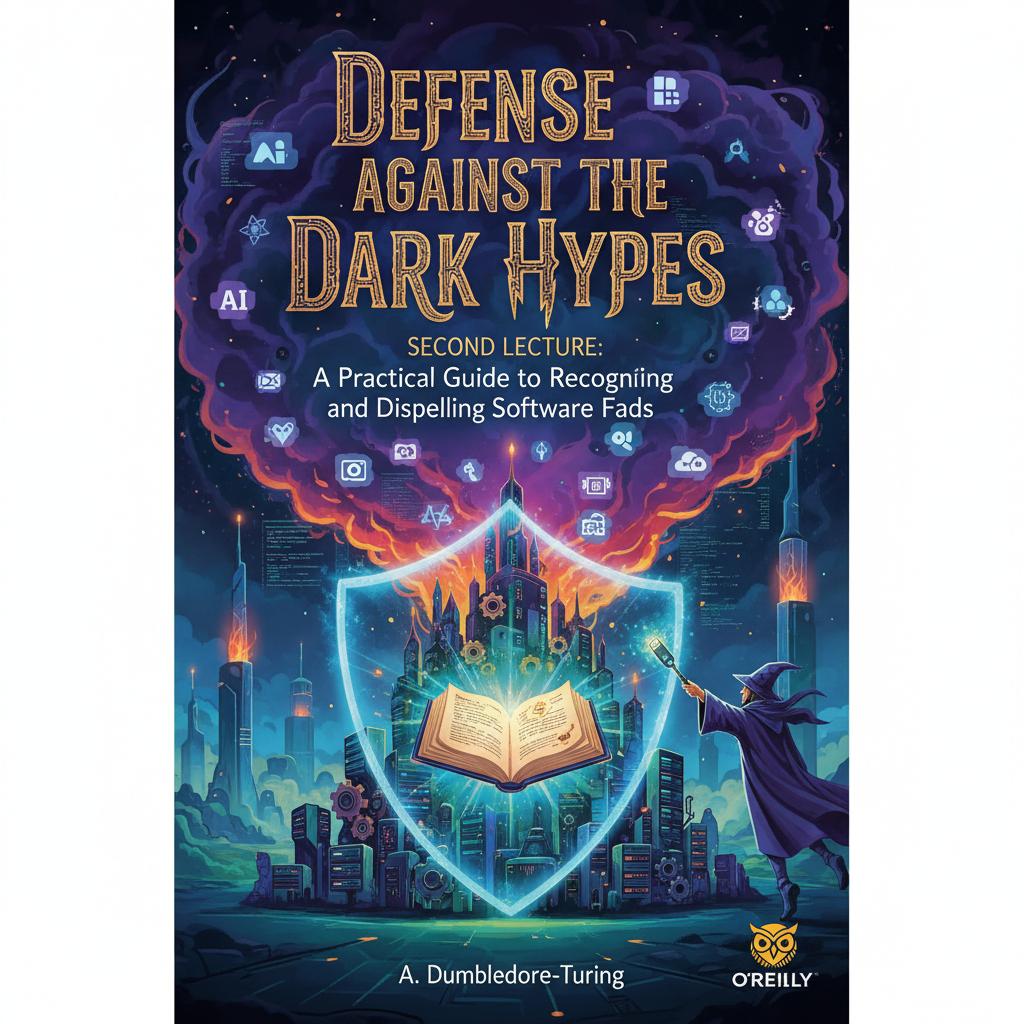 DEFENSE
AGAINST THE
DARK HYPES
SECOND LECTURE:
A Practical Guide to Recogniing
and Dispelling Software Fads
Ai
AI
A. Dumbledore-Turing
O'REILLY